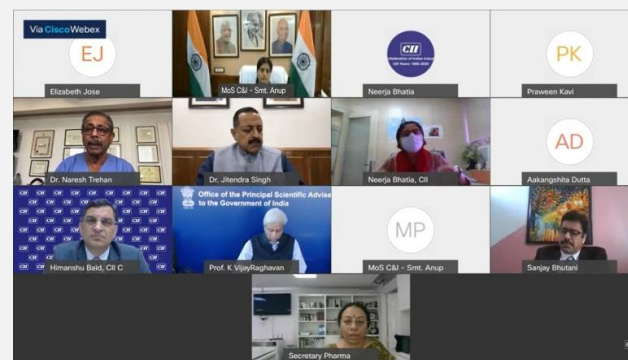 Via Cisco Webex
EJ
Elizabeth Jose
MoS C&I - Smt. Anup
CII
Neerja Bhatia
PK
Praween Kavi
Dr. Naresh Trehan
Dr. Jitendra Singh
Neerja Bhatia, CII
AD
Aakangshita Dutta
Himanshu Baid, CII C
Office of the Principal Scientific Advise
to the Government of India
Prof. K.VijayRaghavan
MP
MoS C&I - Smt. Anup
Sanjay Bhutani
Secretary Pharma